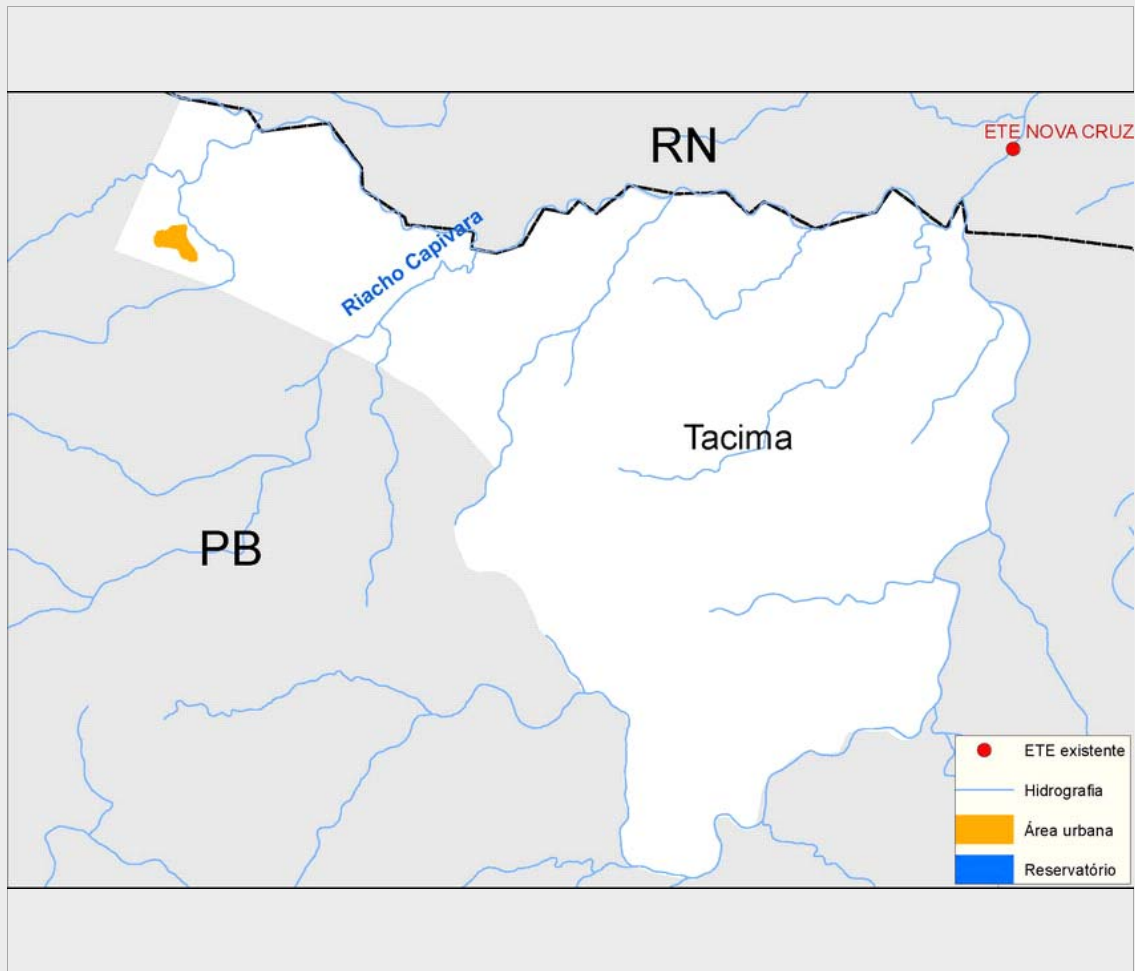 RN
ETE NOVA CRUZ
Riacho Capivara
Tacima
PB
ETE existente
Hidrografia
Área urbana
Reservatório